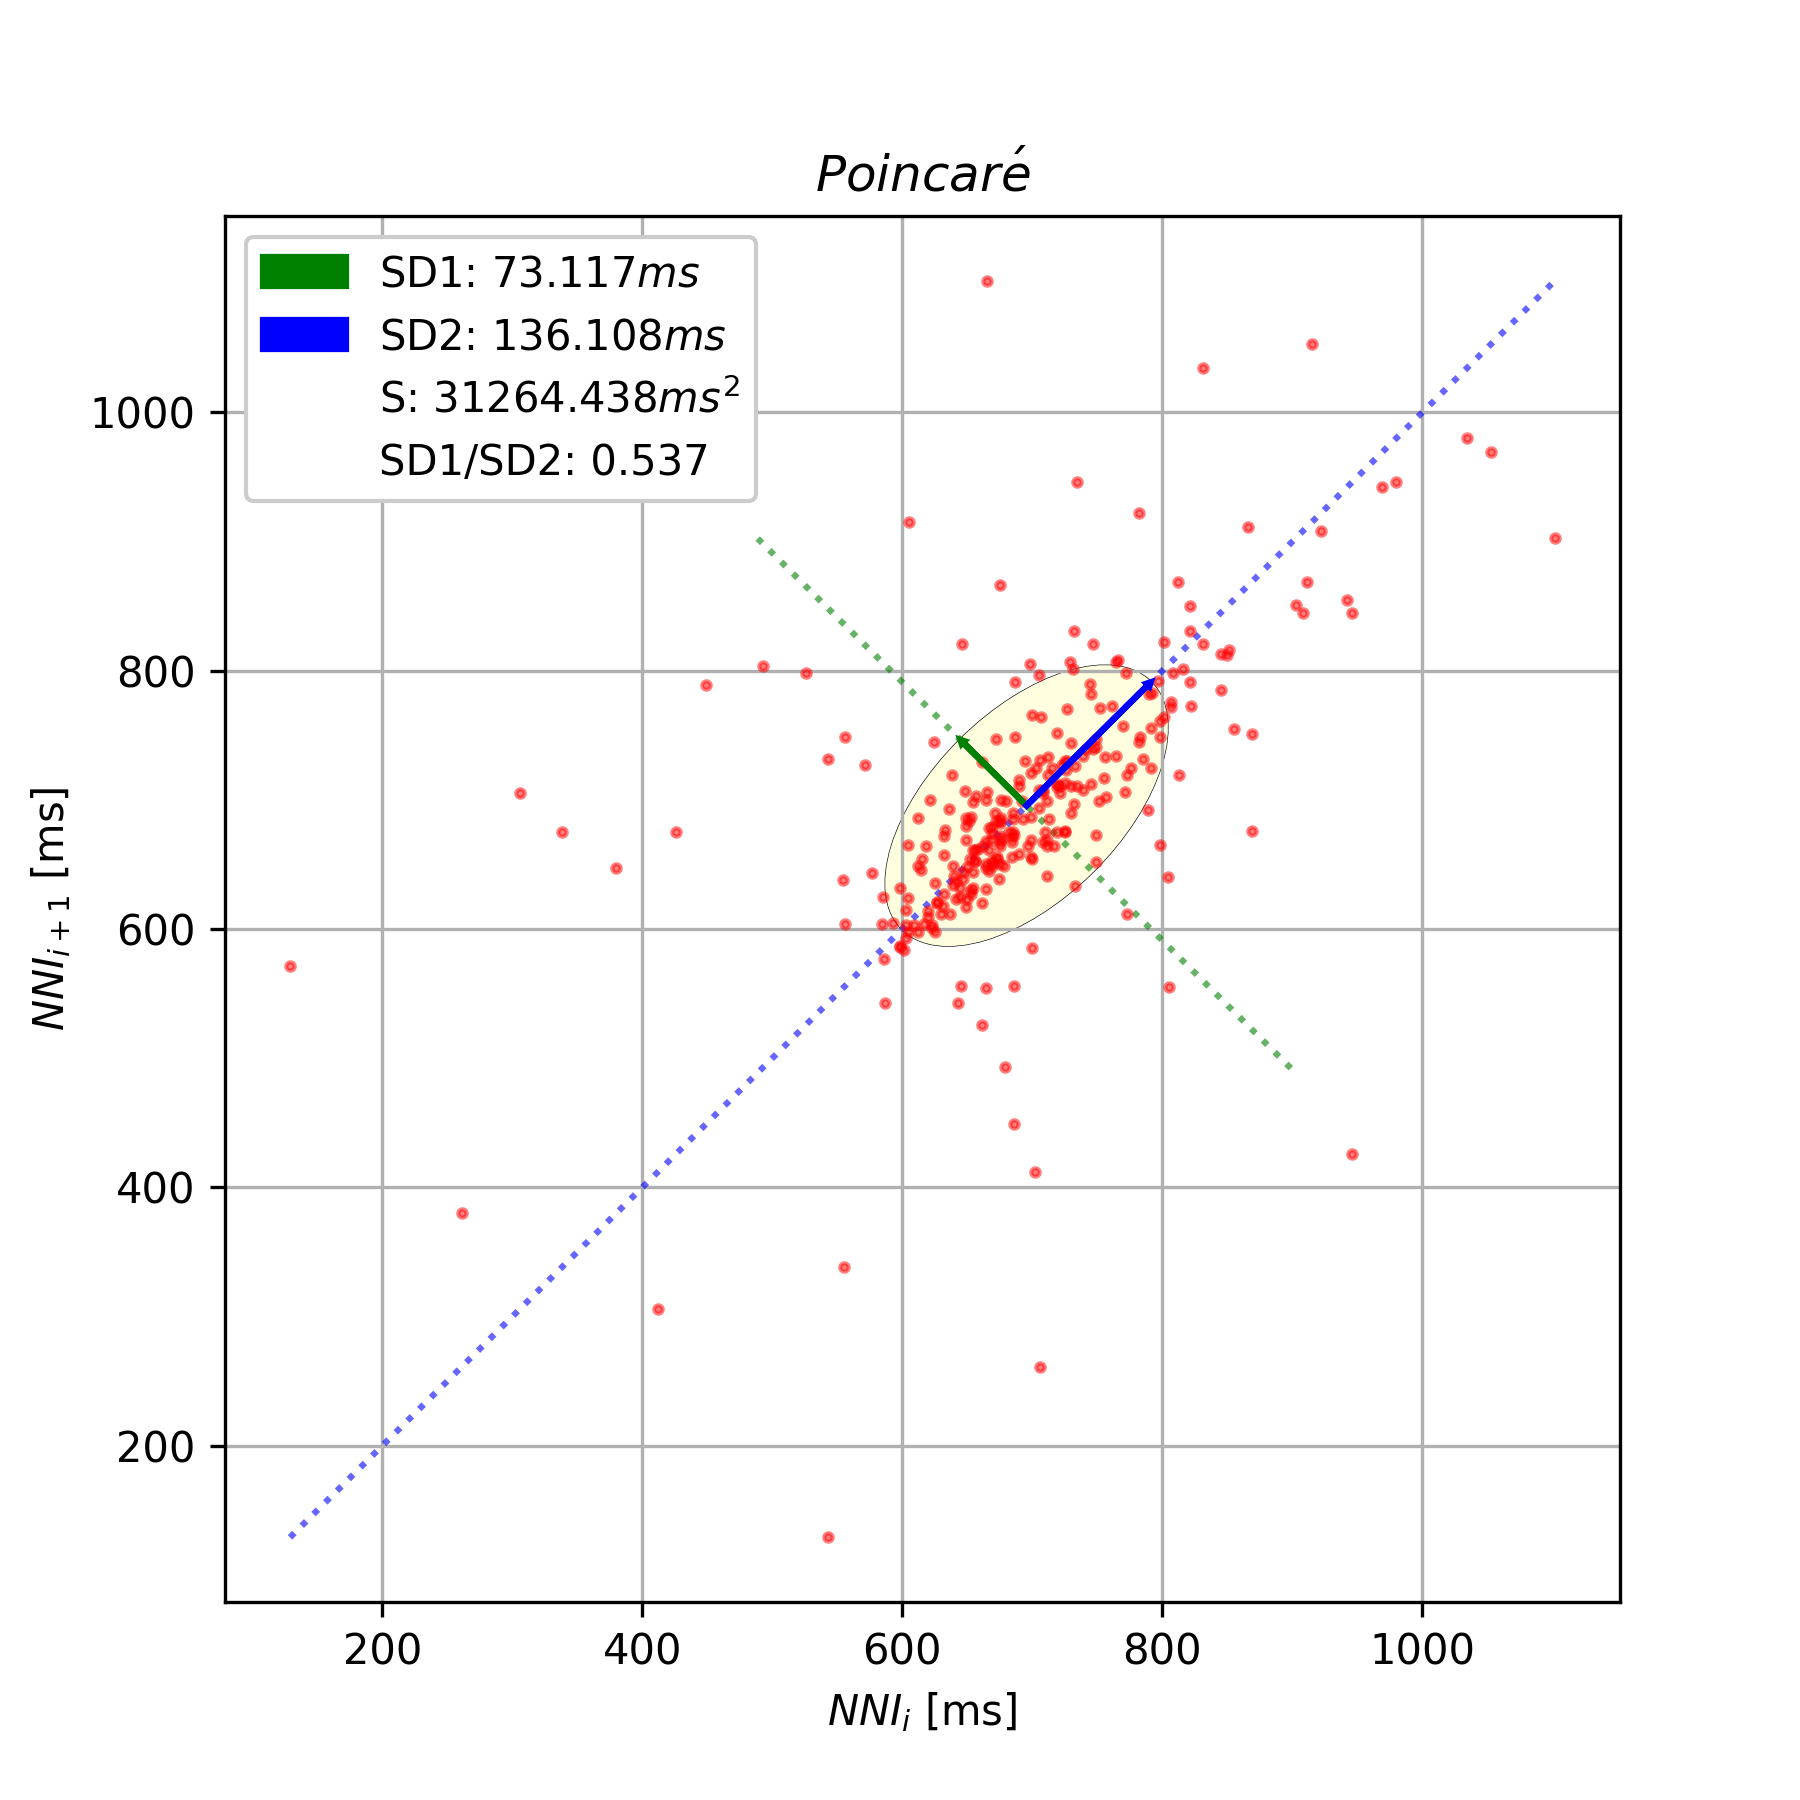 Poincaré
SD1: 73.117ms
SD2: 136.108ms
S: 31264.438ms²
SD1/SD2: 0.537
1000
800
600
400
200
NNIᵢ₊₁ [ms]
200 400 600 800 1000
NNIᵢ [ms]